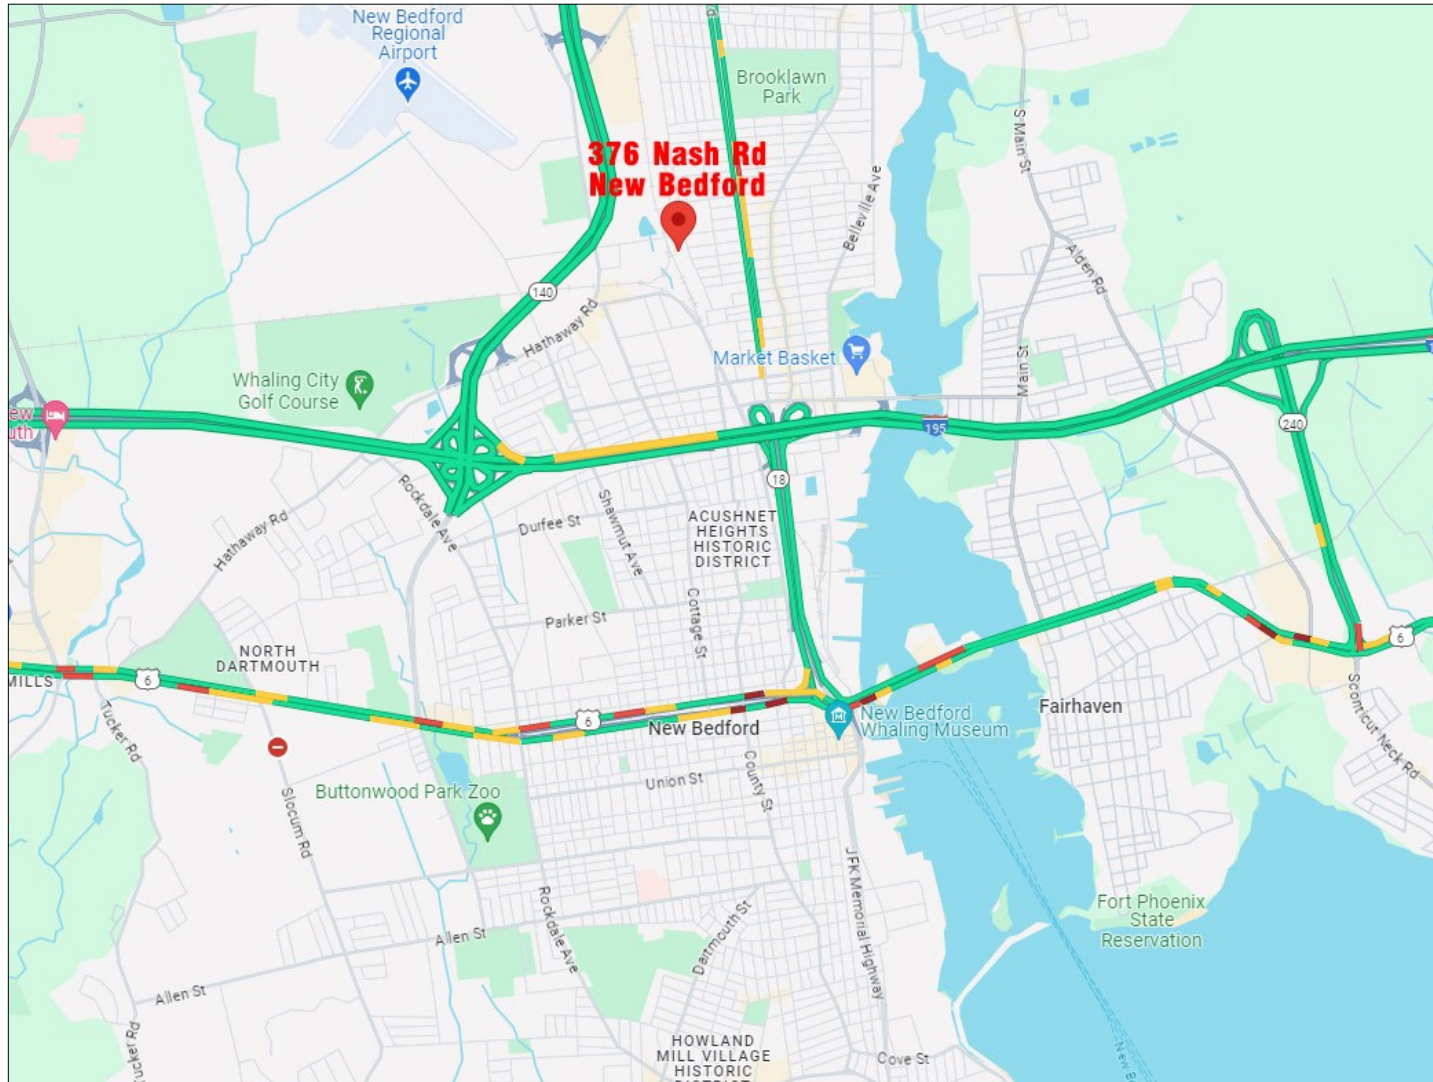 New Bedford
Regional
Airport
Brooklawn
Park
376 Nash Rd
New Bedford
S Main St
Belleville Ave
Alden Rd
140
Hathaway Rd
Market Basket
Main St
Whaling City
Golf Course
195
240
18
Rockdale Ave
Shawmut Ave
Durfee St
Hathaway Rd
ACUSHNET
HEIGHTS
HISTORIC
DISTRICT
Cottage St
Parker St
NORTH
DARTMOUTH
6
6
6
MILLS
Tucker Rd
New Bedford
New Bedford
Whaling Museum
Fairhaven
Sconticut Neck Rd
Slocum Rd
Buttonwood Park Zoo
Union St
County St
JFK Memorial Highway
Rockdale Ave
Allen St
Dartmouth St
Fort Phoenix
State
Reservation
Allen St
HOWLAND
MILL VILLAGE
HISTORIC
Cove St